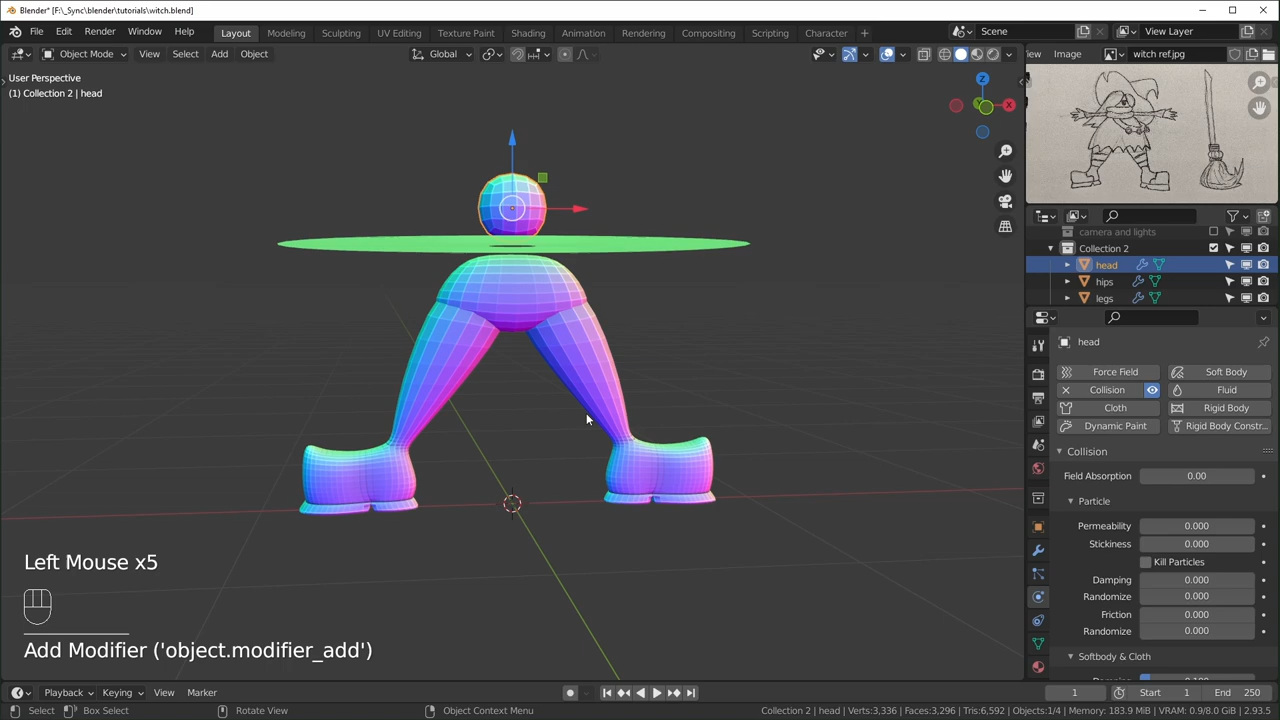 Blender* [F:\_Sync\blender\tutorials\witch.blend]
File Edit Render Window Help Layout Modeling Sculpting UV Editing Texture Paint Shading Animation Rendering Compositing Scripting Character + Scene View Layer
Object Mode View Select Add Object Global iew Image witch ref.jpg
User Perspective
(1) Collection 2 | head
Z
X
Y
camera and lights
Collection 2
head
hips
legs
head
Force Field Soft Body
Collision Fluid
Cloth Rigid Body
Dynamic Paint Rigid Body Constr...
Collision
Field Absorption 0.00
Particle
Permeability 0.000
Stickiness 0.000
Kill Particles
Damping 0.000
Randomize 0.000
Friction 0.000
Randomize 0.000
Softbody & Cloth
Left Mouse x5
Add Modifier ('object.modifier_add')
Playback Keying View Marker 1 Start 1 End 250
Select Box Select Rotate View Object Context Menu Collection 2 | head | Verts:3,336 | Faces:3,296 | Tris:6,592 | Objects:1/4 | Memory: 183.9 MiB | VRAM: 0.9/8.0 GiB | 2.93.5